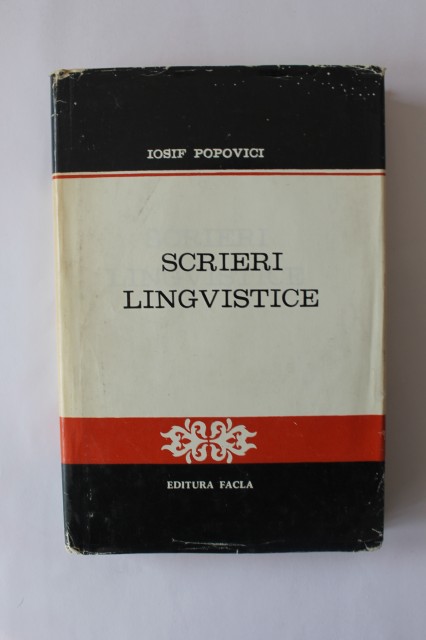 IOSIF POPOVICI
SCRIERI
LINGVISTICE
EDITURA FACLA